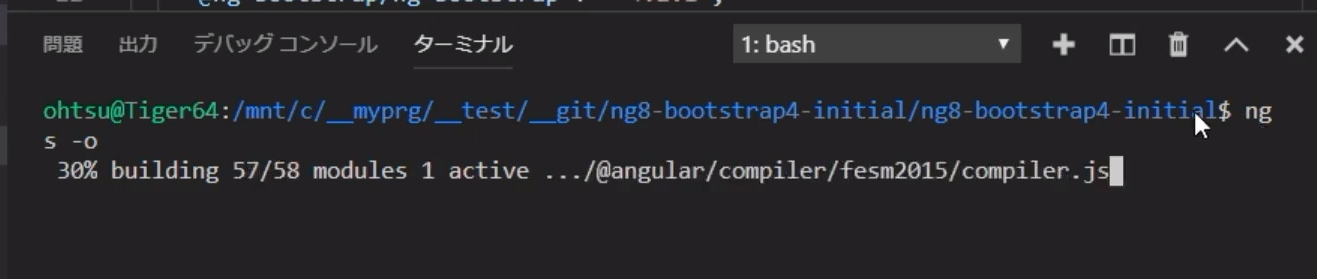 問題 出力 デバッグ コンソール ターミナル 1: bash
ohtsu@Tiger64:/mnt/c/__myprg/__test/__git/ng8-bootstrap4-initial/ng8-bootstrap4-initial$ ng
s -o
30% building 57/58 modules 1 active .../@angular/compiler/fesm2015/compiler.js